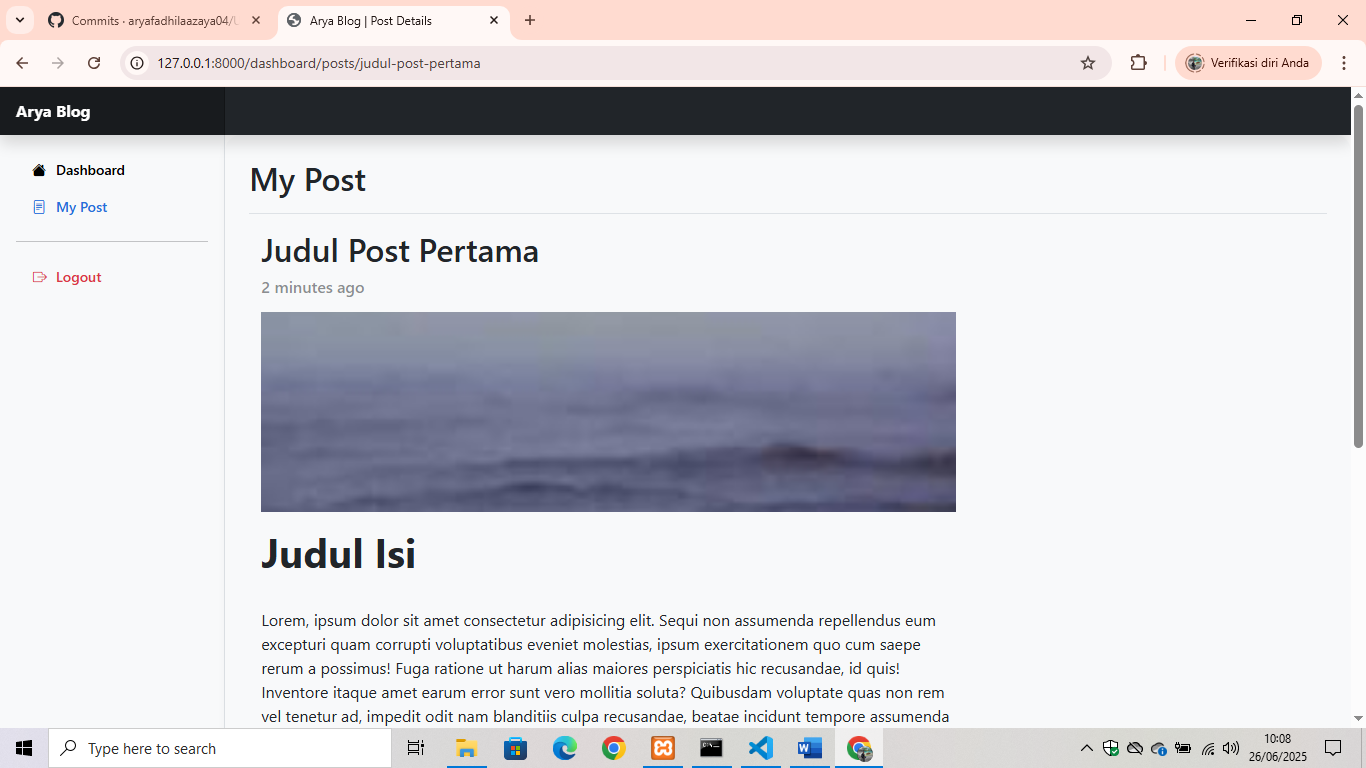 Commits · aryafadhilaazaya04/U
Arya Blog | Post Details
127.0.0.1:8000/dashboard/posts/judul-post-pertama
Verifikasi diri Anda
Arya Blog
Dashboard
My Post
Logout
My Post
Judul Post Pertama
2 minutes ago
Judul Isi
Lorem, ipsum dolor sit amet consectetur adipisicing elit. Sequi non assumenda repellendus eum
excepturi quam corrupti voluptatibus eveniet molestias, ipsum exercitationem quo cum saepe
rerum a possimus! Fuga ratione ut harum alias maiores perspiciatis hic recusandae, id quis!
Inventore itaque amet earum error sunt vero mollitia soluta? Quibusdam voluptate quas non rem
vel tenetur ad, impedit odit nam blanditiis culpa recusandae, beatae incidunt tempore assumenda
Type here to search
10:08
26/06/2025